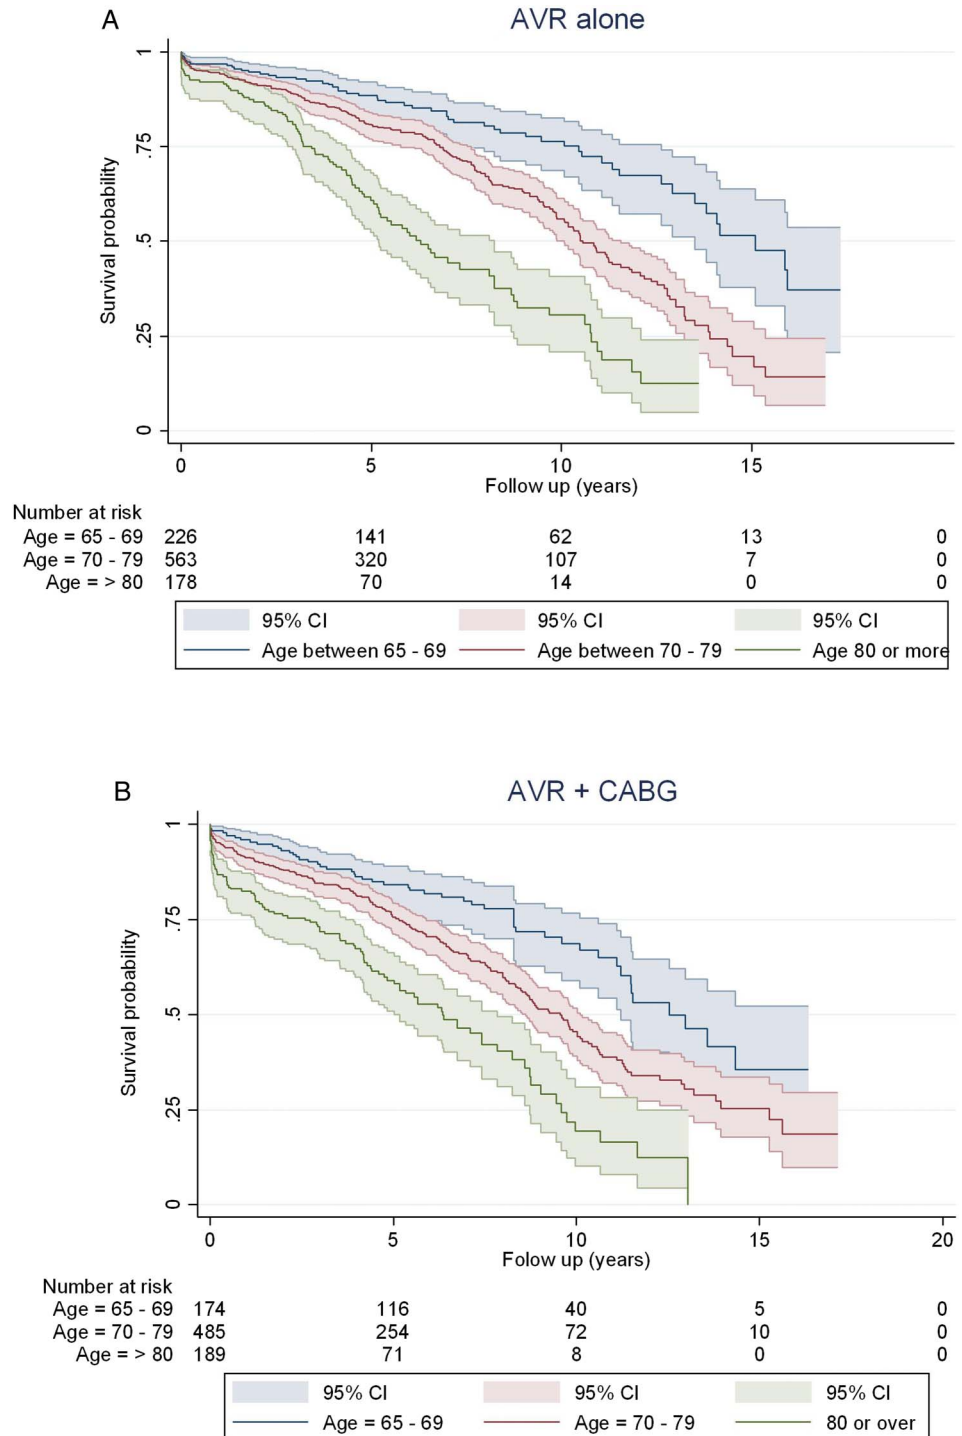 A
AVR alone
Survival probability
1
.75
.5
.25
0
0 5 10 15
Follow up (years)
Number at risk
Age = 65 - 69 226 141 62 13 0
Age = 70 - 79 563 320 107 7 0
Age = > 80 178 70 14 0 0
95% CI 95% CI 95% CI
Age between 65 - 69 Age between 70 - 79 Age 80 or more
B
AVR + CABG
Survival probability
1
.75
.5
.25
0
0 5 10 15 20
Folow up (years)
Number at risk
Age = 65 - 69 174 116 40 5 0
Age = 70 - 79 485 254 72 10 0
Age = > 80 189 71 8 0 0
95% CI 95% CI 95% CI
Age = 65 - 69 Age = 70 - 79 80 or over